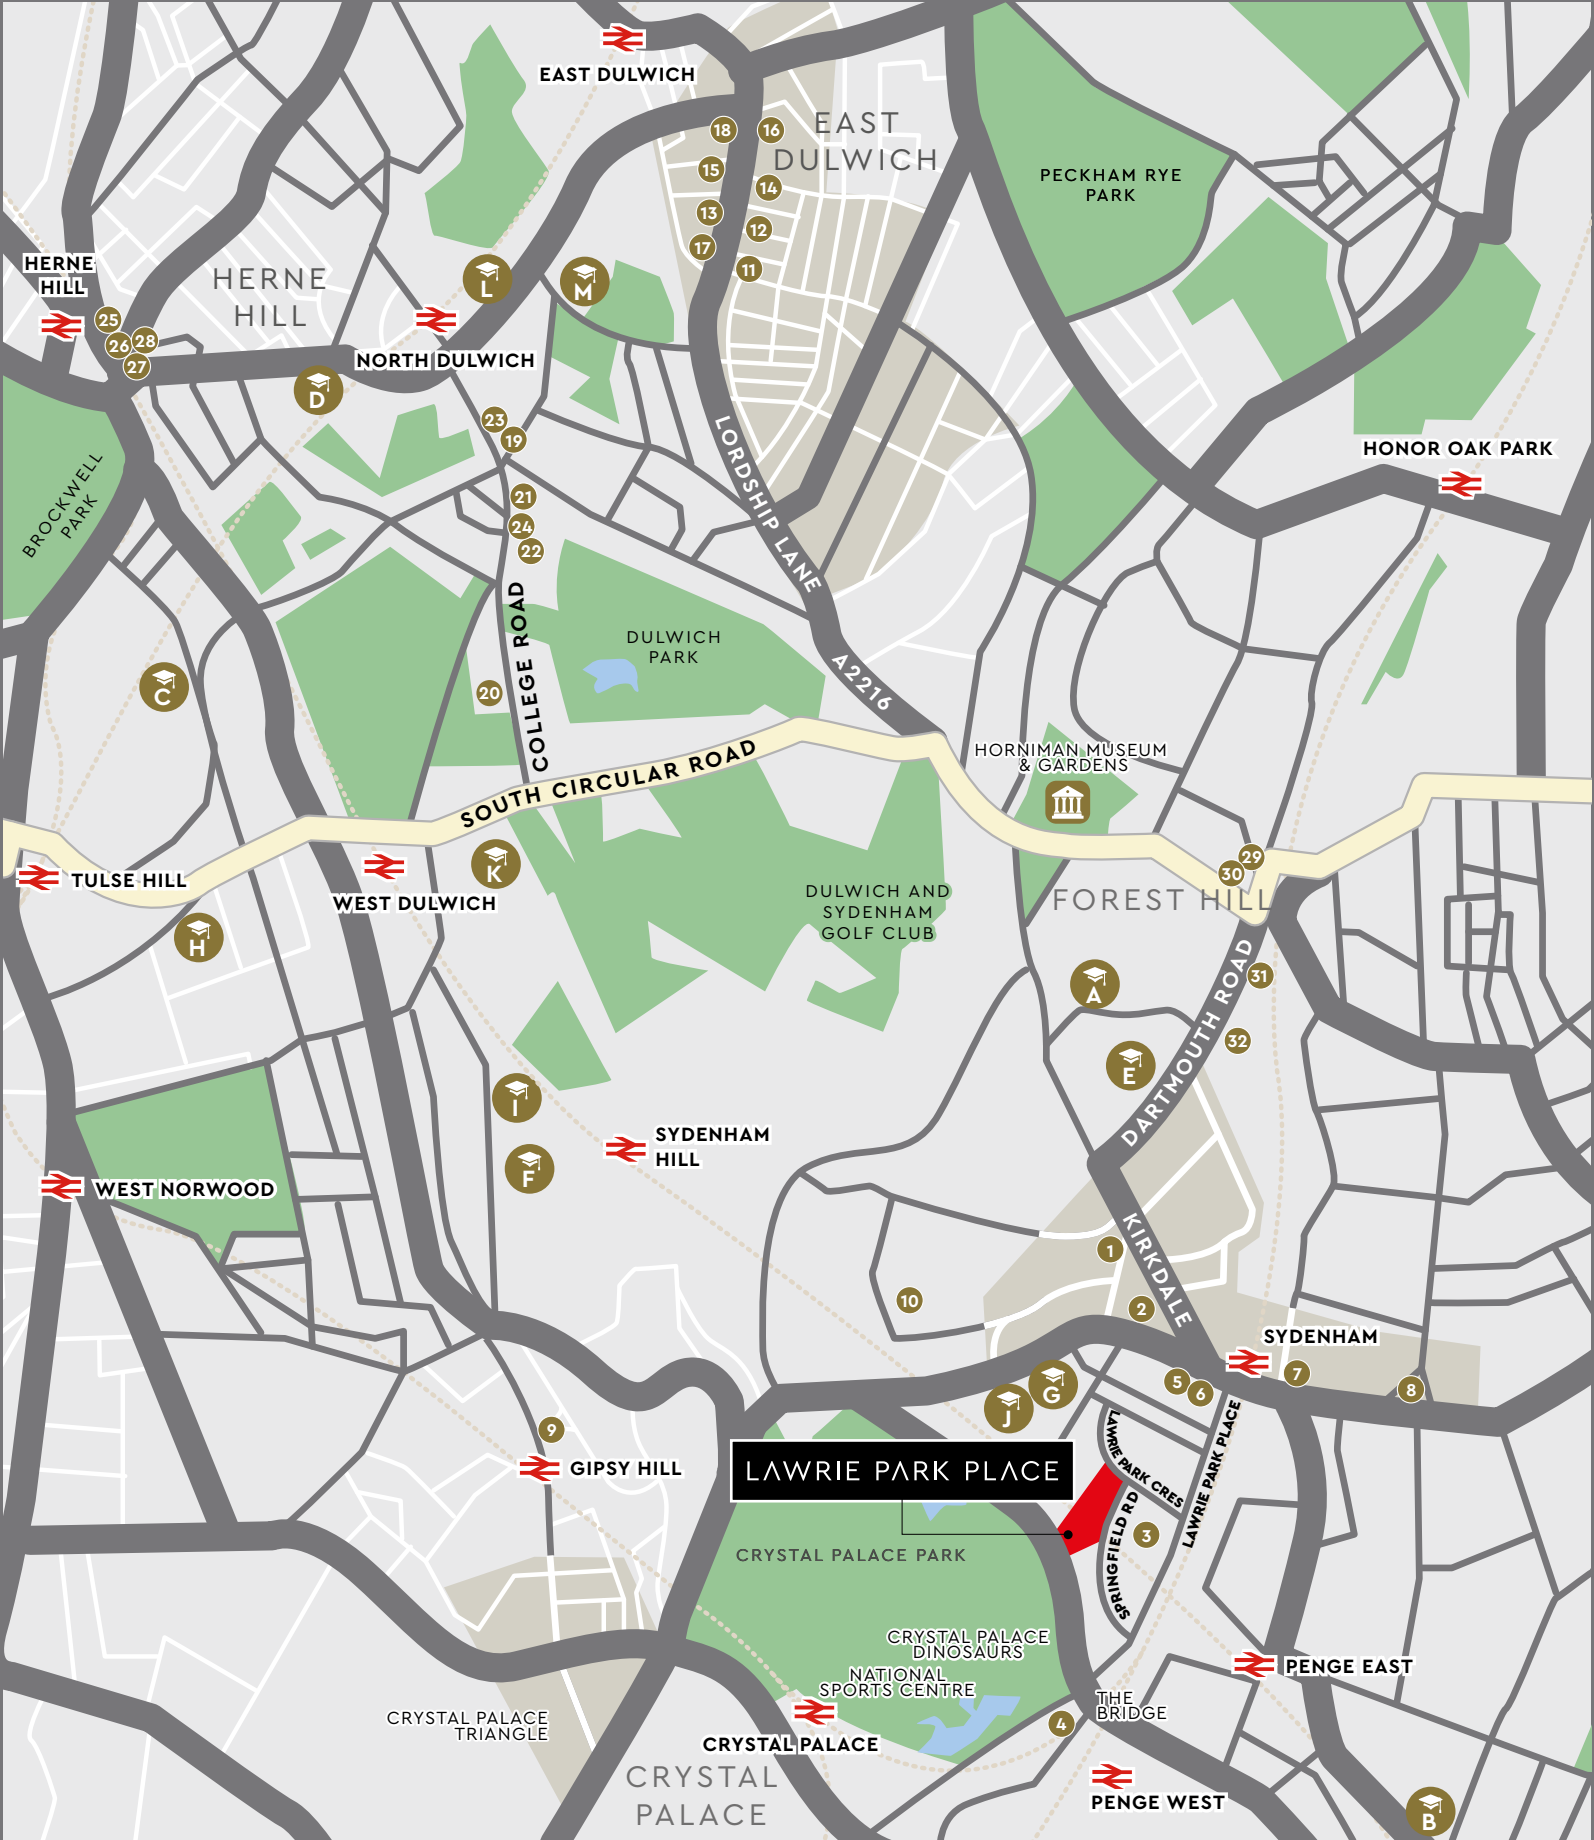 EAST DULWICH
18
16
EAST
DULWICH
15
14
PECKHAM RYE
PARK
13
12
17
11
HERNE
HILL
HERNE
HILL
L
M
25
26
28
27
NORTH DULWICH
D
23
19
LORDSHIP LANE
HONOR OAK PARK
BROCKWELL
PARK
21
24
22
COLLEGE ROAD
DULWICH
PARK
C
20
A2216
SOUTH CIRCULAR ROAD
HORNIMAN MUSEUM
& GARDENS
TULSE HILL
WEST DULWICH
K
29
30
FOREST HILL
DULWICH AND
SYDENHAM
GOLF CLUB
H
A
31
DARTMOUTH ROAD
32
E
I
SYDENHAM
HILL
F
WEST NORWOOD
KIRKDALE
1
10
2
SYDENHAM
G
J
5
6
7
8
9
GIPSY HILL
LAWRIE PARK PLACE
LAWRIE PARK CRES
LAWRIE PARK PLACE
SPRINGFIELD RD
3
CRYSTAL PALACE PARK
CRYSTAL PALACE
DINOSAURS
NATIONAL
SPORTS CENTRE
PENGE EAST
THE
BRIDGE
4
CRYSTAL PALACE
TRIANGLE
CRYSTAL PALACE
CRYSTAL
PALACE
PENGE WEST
B